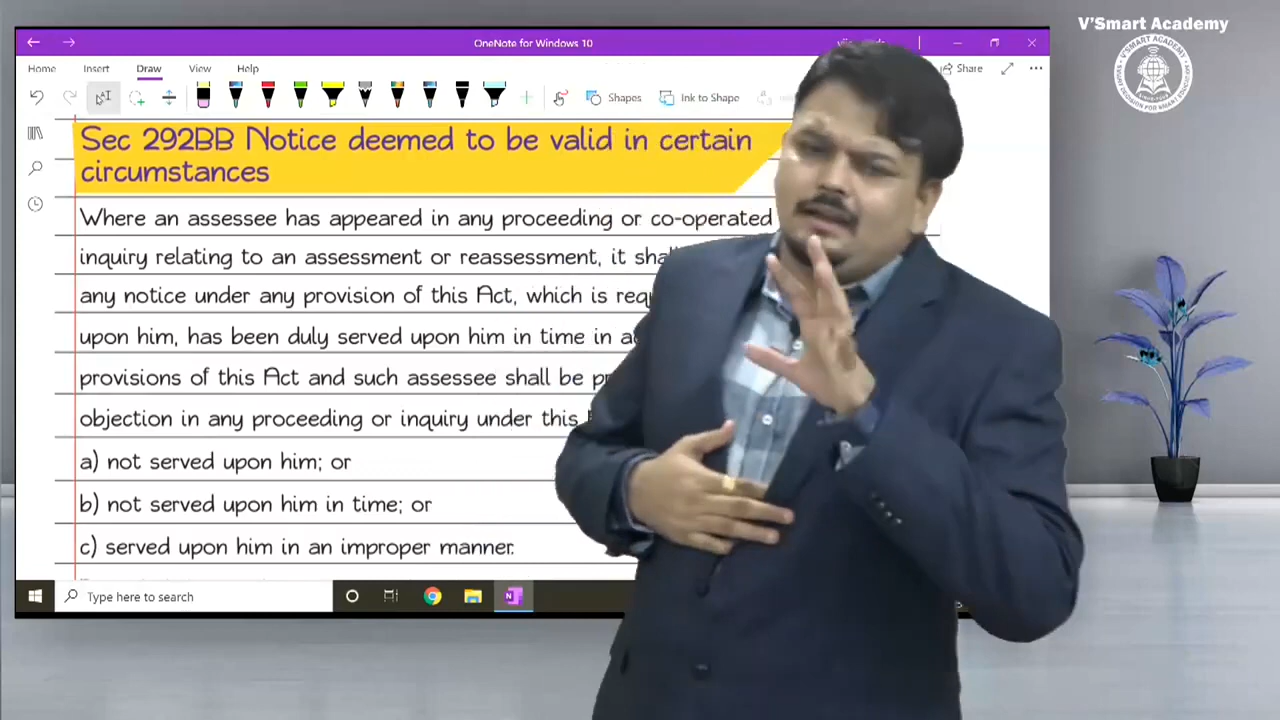 V'Smart Academy
OneNote for Windows 10
Home Insert Draw View Help
Share
Shapes Ink to Shape
Sec 292BB Notice deemed to be valid in certain
circumstances
Where an assessee has appeared in any proceeding or co-operated
inquiry relating to an assessment or reassessment, it
any notice under any provision of this Act, which is
upon him, has been duly served upon him in time in
provisions of this Act and such assessee shall be
objection in any proceeding or inquiry under this
a) not served upon him; or
b) not served upon him in time; or
c) served upon him in an improper manner.
Type here to search